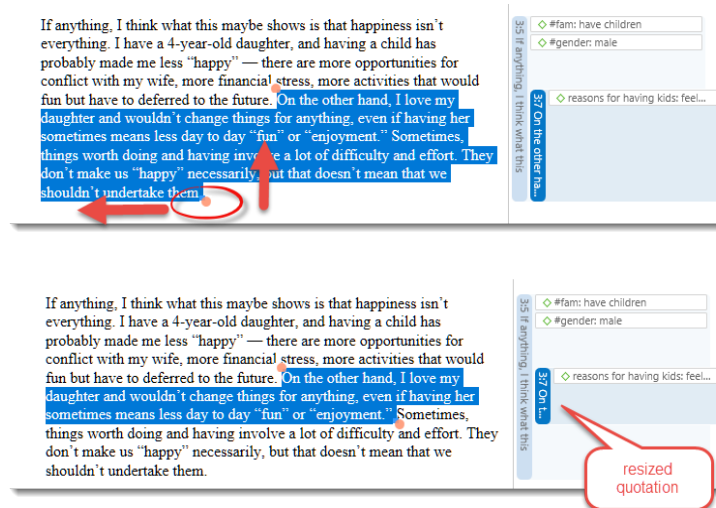 If anything, I think what this maybe shows is that happiness isn’t
everything. I have a 4-year-old daughter, and having a child has
probably made me less “happy” — there are more opportunities for
conflict with my wife, more financial stress, more activities that would
fun but have to deferred to the future. On the other hand, I love my
daughter and wouldn’t change things for anything, even if having her
sometimes means less day to day “fun” or “enjoyment.” Sometimes,
things worth doing and having involve a lot of difficulty and effort. They
don’t make us “happy” necessarily, but that doesn’t mean that we
shouldn’t undertake them
3:5 If anything, I think what this
#fam: have children
#gender: male
3:7 On the other ha...
reasons for having kids: feel...
If anything, I think what this maybe shows is that happiness isn’t
everything. I have a 4-year-old daughter, and having a child has
probably made me less “happy” — there are more opportunities for
conflict with my wife, more financial stress, more activities that would
fun but have to deferred to the future. On the other hand, I love my
daughter and wouldn’t change things for anything, even if having her
sometimes means less day to day “fun” or “enjoyment.” Sometimes,
things worth doing and having involve a lot of difficulty and effort. They
don’t make us “happy” necessarily, but that doesn’t mean that we
shouldn’t undertake them.
3:5 If anything, I think what this
#fam: have children
#gender: male
3:7 On t...
reasons for having kids: feel...
resized
quotation